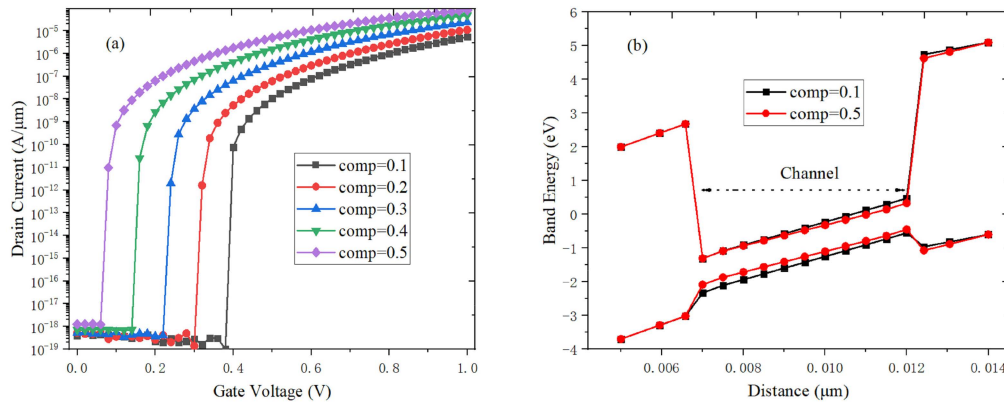 (a)
10⁻⁵
10⁻⁶
10⁻⁷
10⁻⁸
10⁻⁹
10⁻¹⁰
10⁻¹¹
10⁻¹²
10⁻¹³
10⁻¹⁴
10⁻¹⁵
10⁻¹⁶
10⁻¹⁷
10⁻¹⁸
10⁻¹⁹
Drain Current (A/μm)
comp=0.1
comp=0.2
comp=0.3
comp=0.4
comp=0.5
0.0 0.2 0.4 0.6 0.8 1.0
Gate Voltage (V)
(b)
6
5
4
3
2
1
0
-1
-2
-3
-4
Band Energy (eV)
comp=0.1
comp=0.5
Channel
0.006 0.008 0.010 0.012 0.014
Distance (μm)